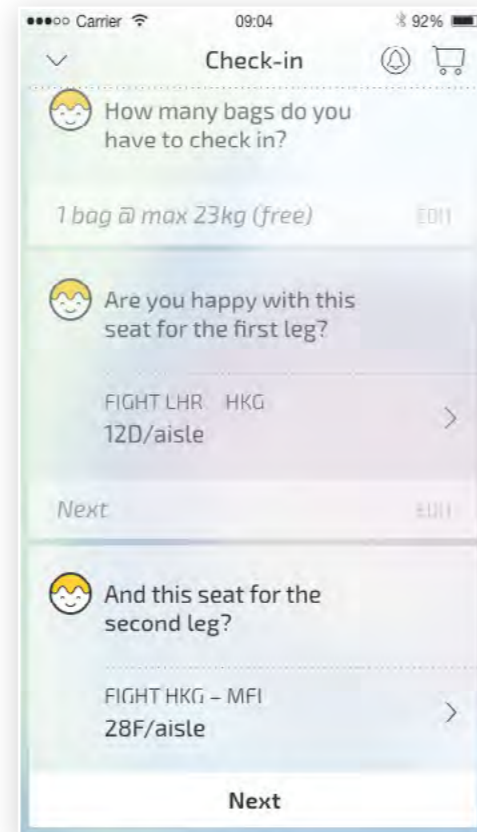 Carrier 09:04 92%
Check-in
How many bags do you
have to check in?
1 bag @ max 23kg (free) EDIT
Are you happy with this
seat for the first leg?
FIGHT LHR HKG
12D/aisle
Next EDIT
And this seat for the
second leg?
FIGHT HKG – MFI
28F/aisle
Next